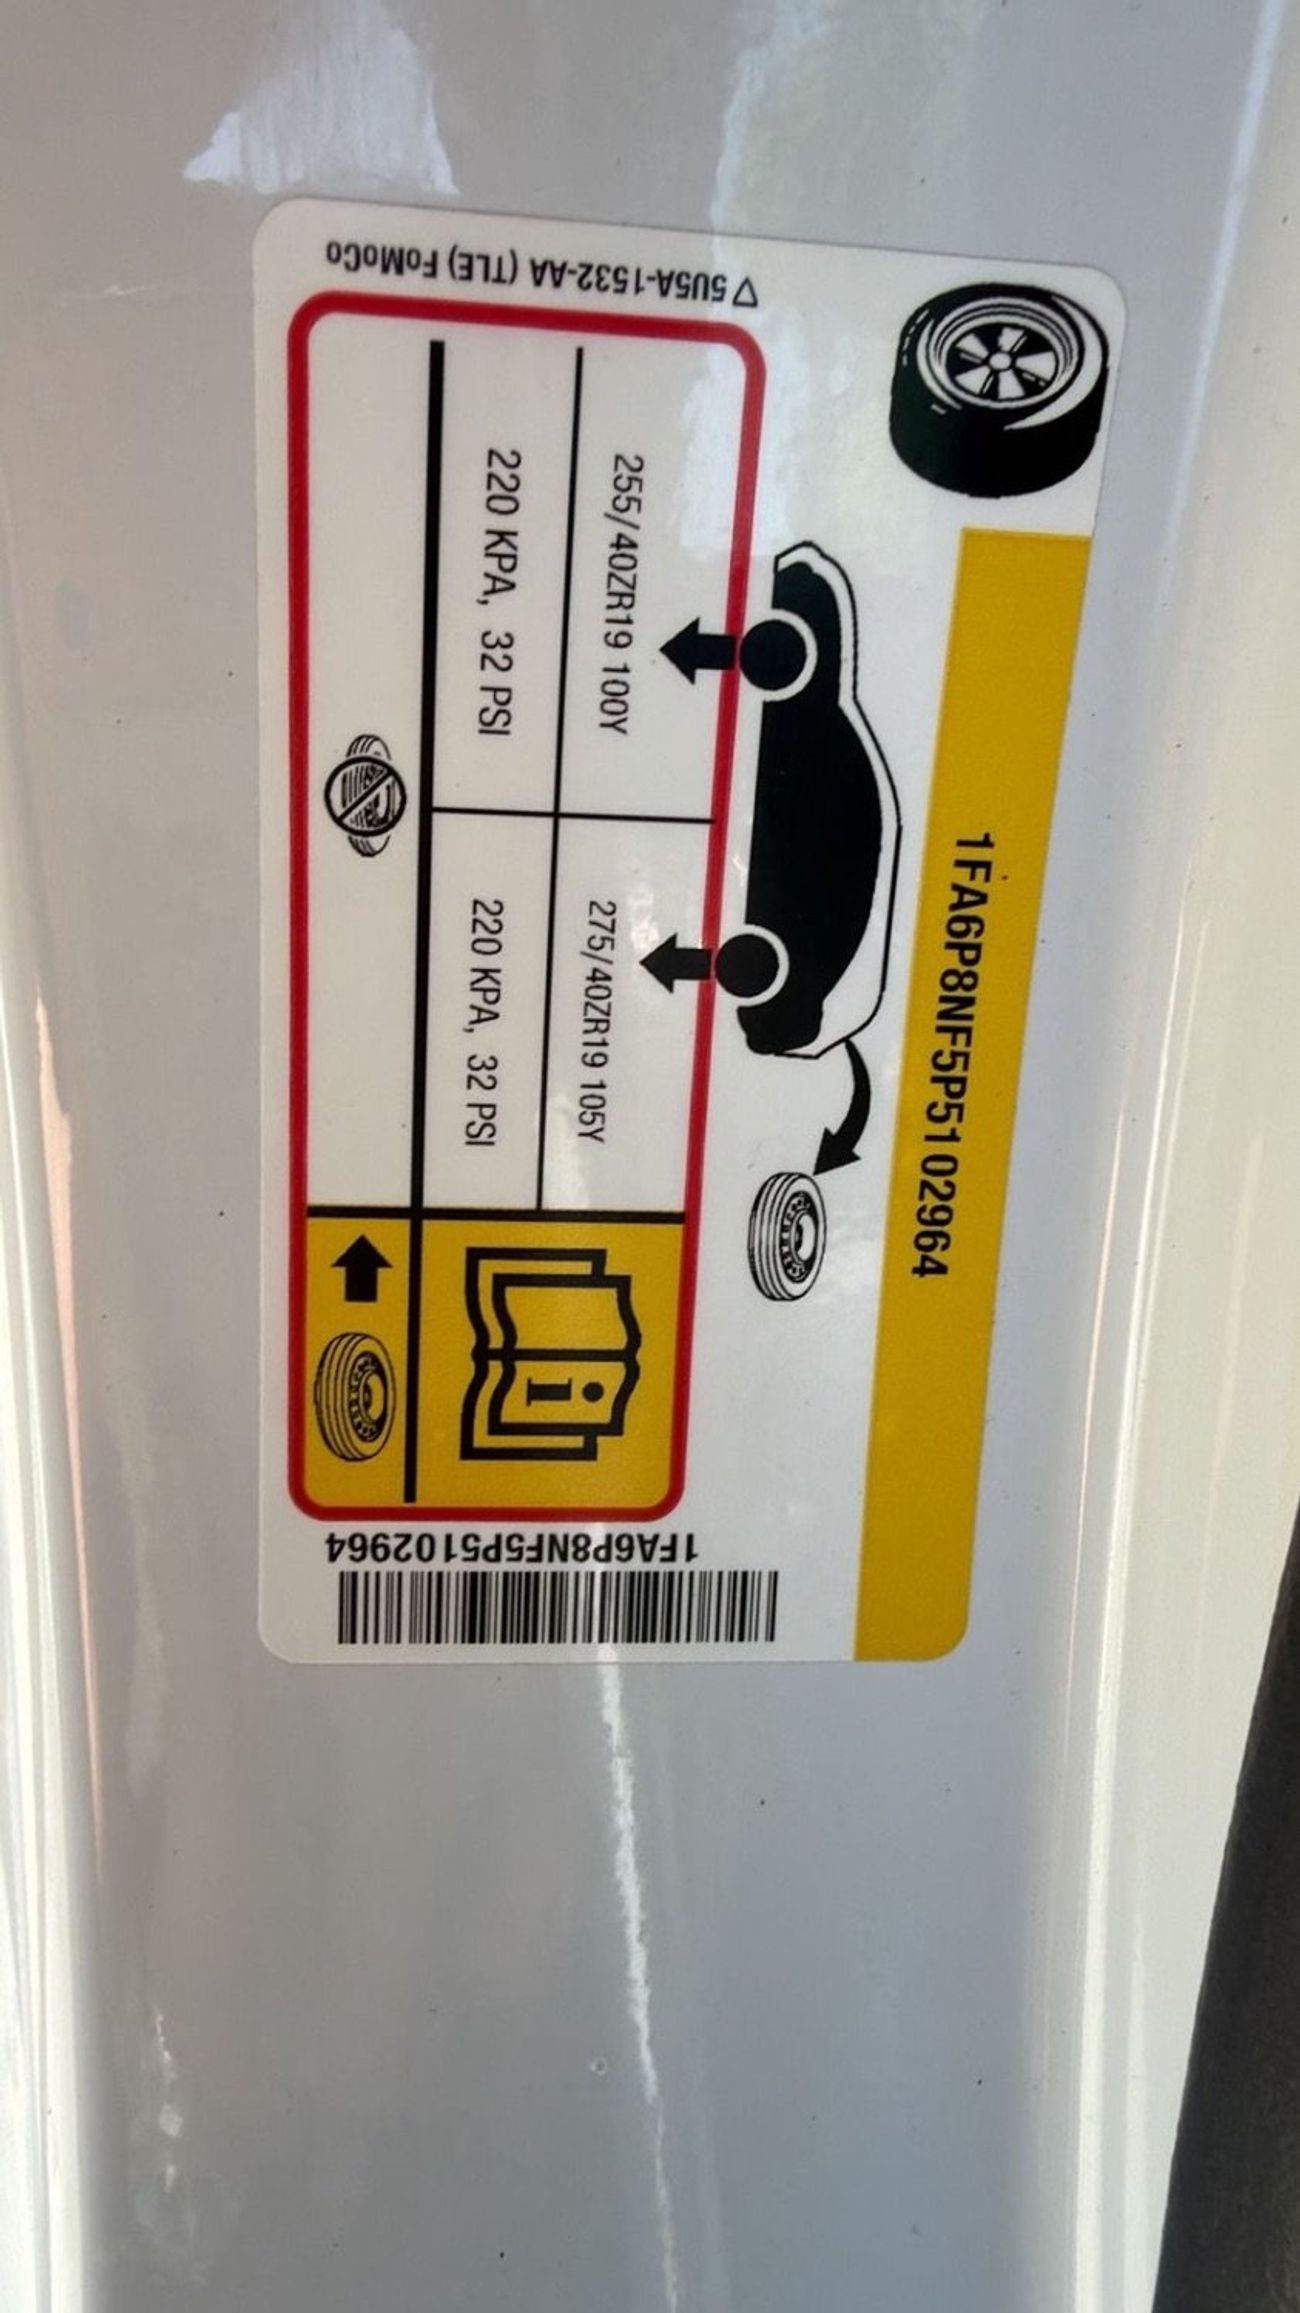 1FA6P8NF5P5102964
255/40ZR19 100Y
275/40ZR19 105Y
220 KPA, 32 PSI
220 KPA, 32 PSI
i
▽ 5U5A-1532-AA (TLE) FoMoCo
1FA6P8NF5P5102964